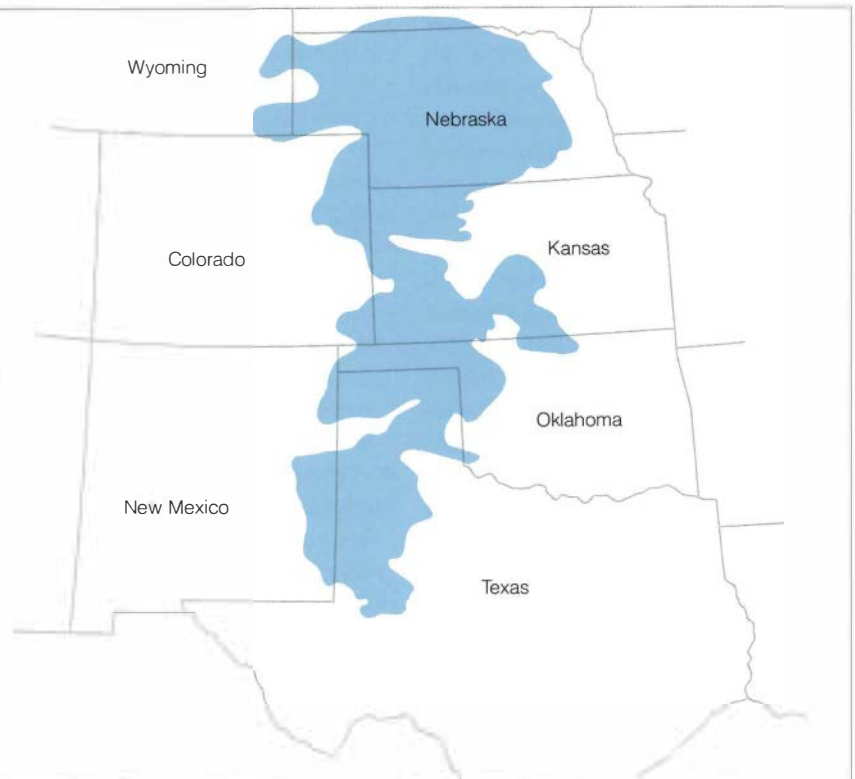 Wyoming
Nebraska
Colorado
Kansas
Oklahoma
New Mexico
Texas